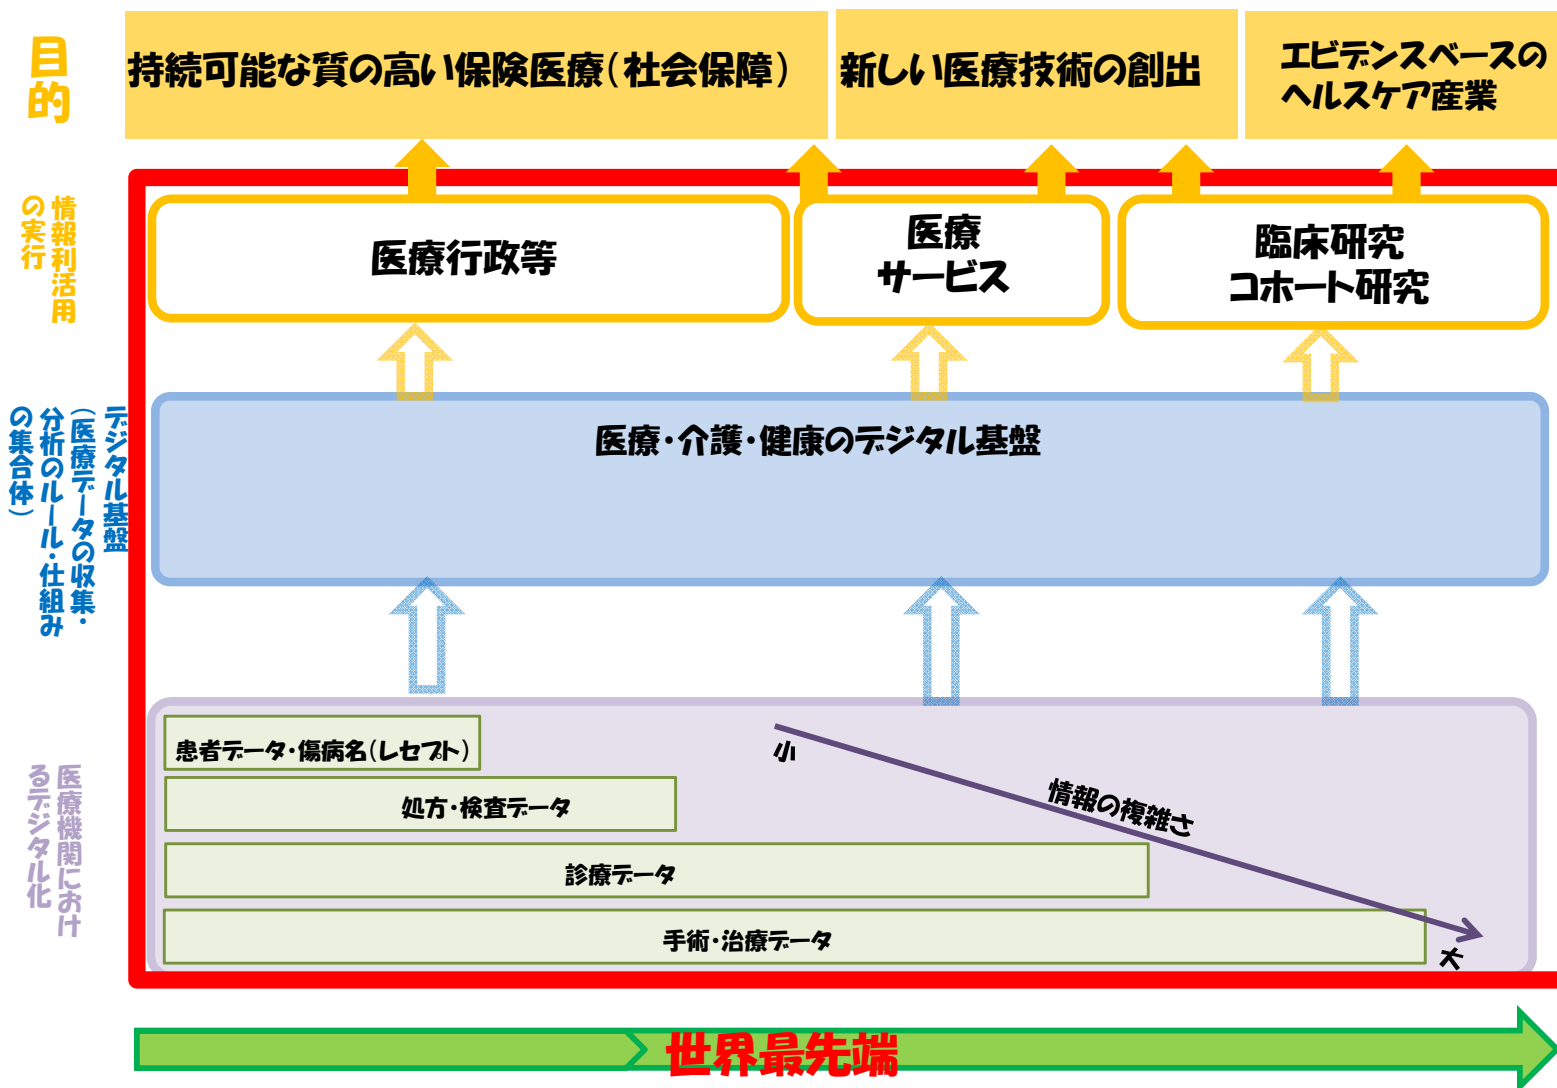 目的
持続可能な質の高い保険医療(社会保障)
新しい医療技術の創出
エビデンスベースの
ヘルスケア産業
情報利活用
の実行
医療行政等
医療
サービス
臨床研究
コホート研究
デジタル基盤
(医療データの収集・
分析のルール・仕組み
の集合体)
医療・介護・健康のデジタル基盤
医療機関におけ
るデジタル化
患者データ・傷病名(レセプト)
処方・検査データ
診療データ
手術・治療データ
小
情報の複雑さ
大
世界最先端